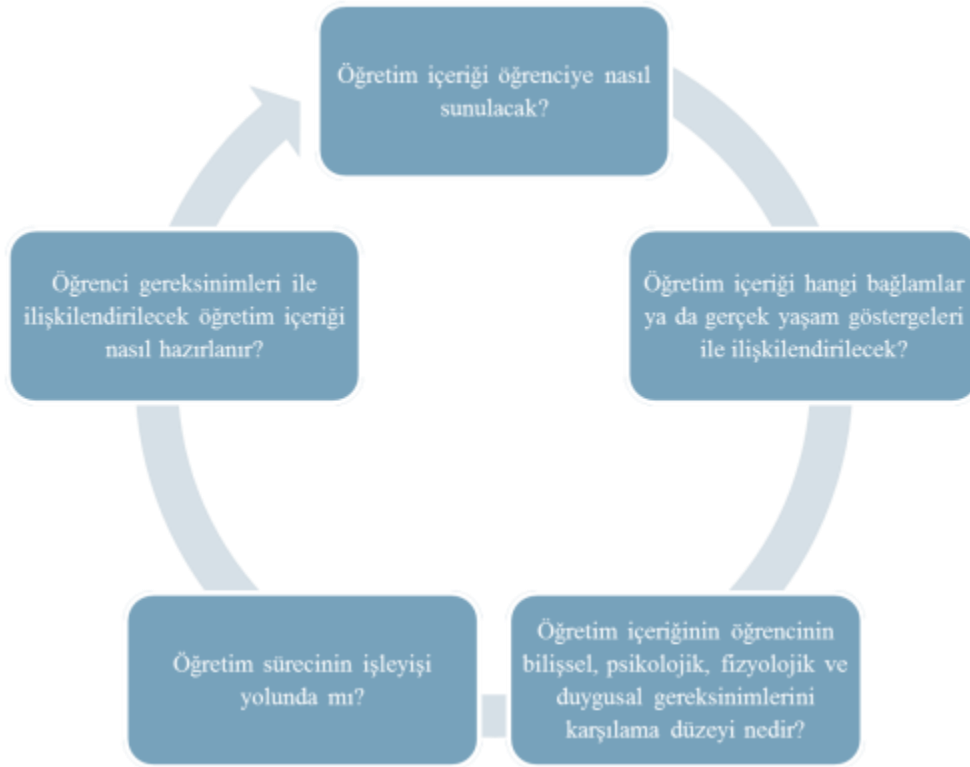 Öğretim içeriği öğrenciye nasıl
sunulacak?
Öğretim içeriği hangi bağlamlar
ya da gerçek yaşam göstergeleri
ile ilişkilendirilecek?
Öğretim içeriğinin öğrencinin
bilişsel, psikolojik, fizyolojik ve
duygusal gereksinimlerini
karşılama düzeyi nedir?
Öğretim sürecinin işleyişi
yolunda mı?
Öğrenci gereksinimleri ile
ilişkilendirilecek öğretim içeriği
nasıl hazırlanır?